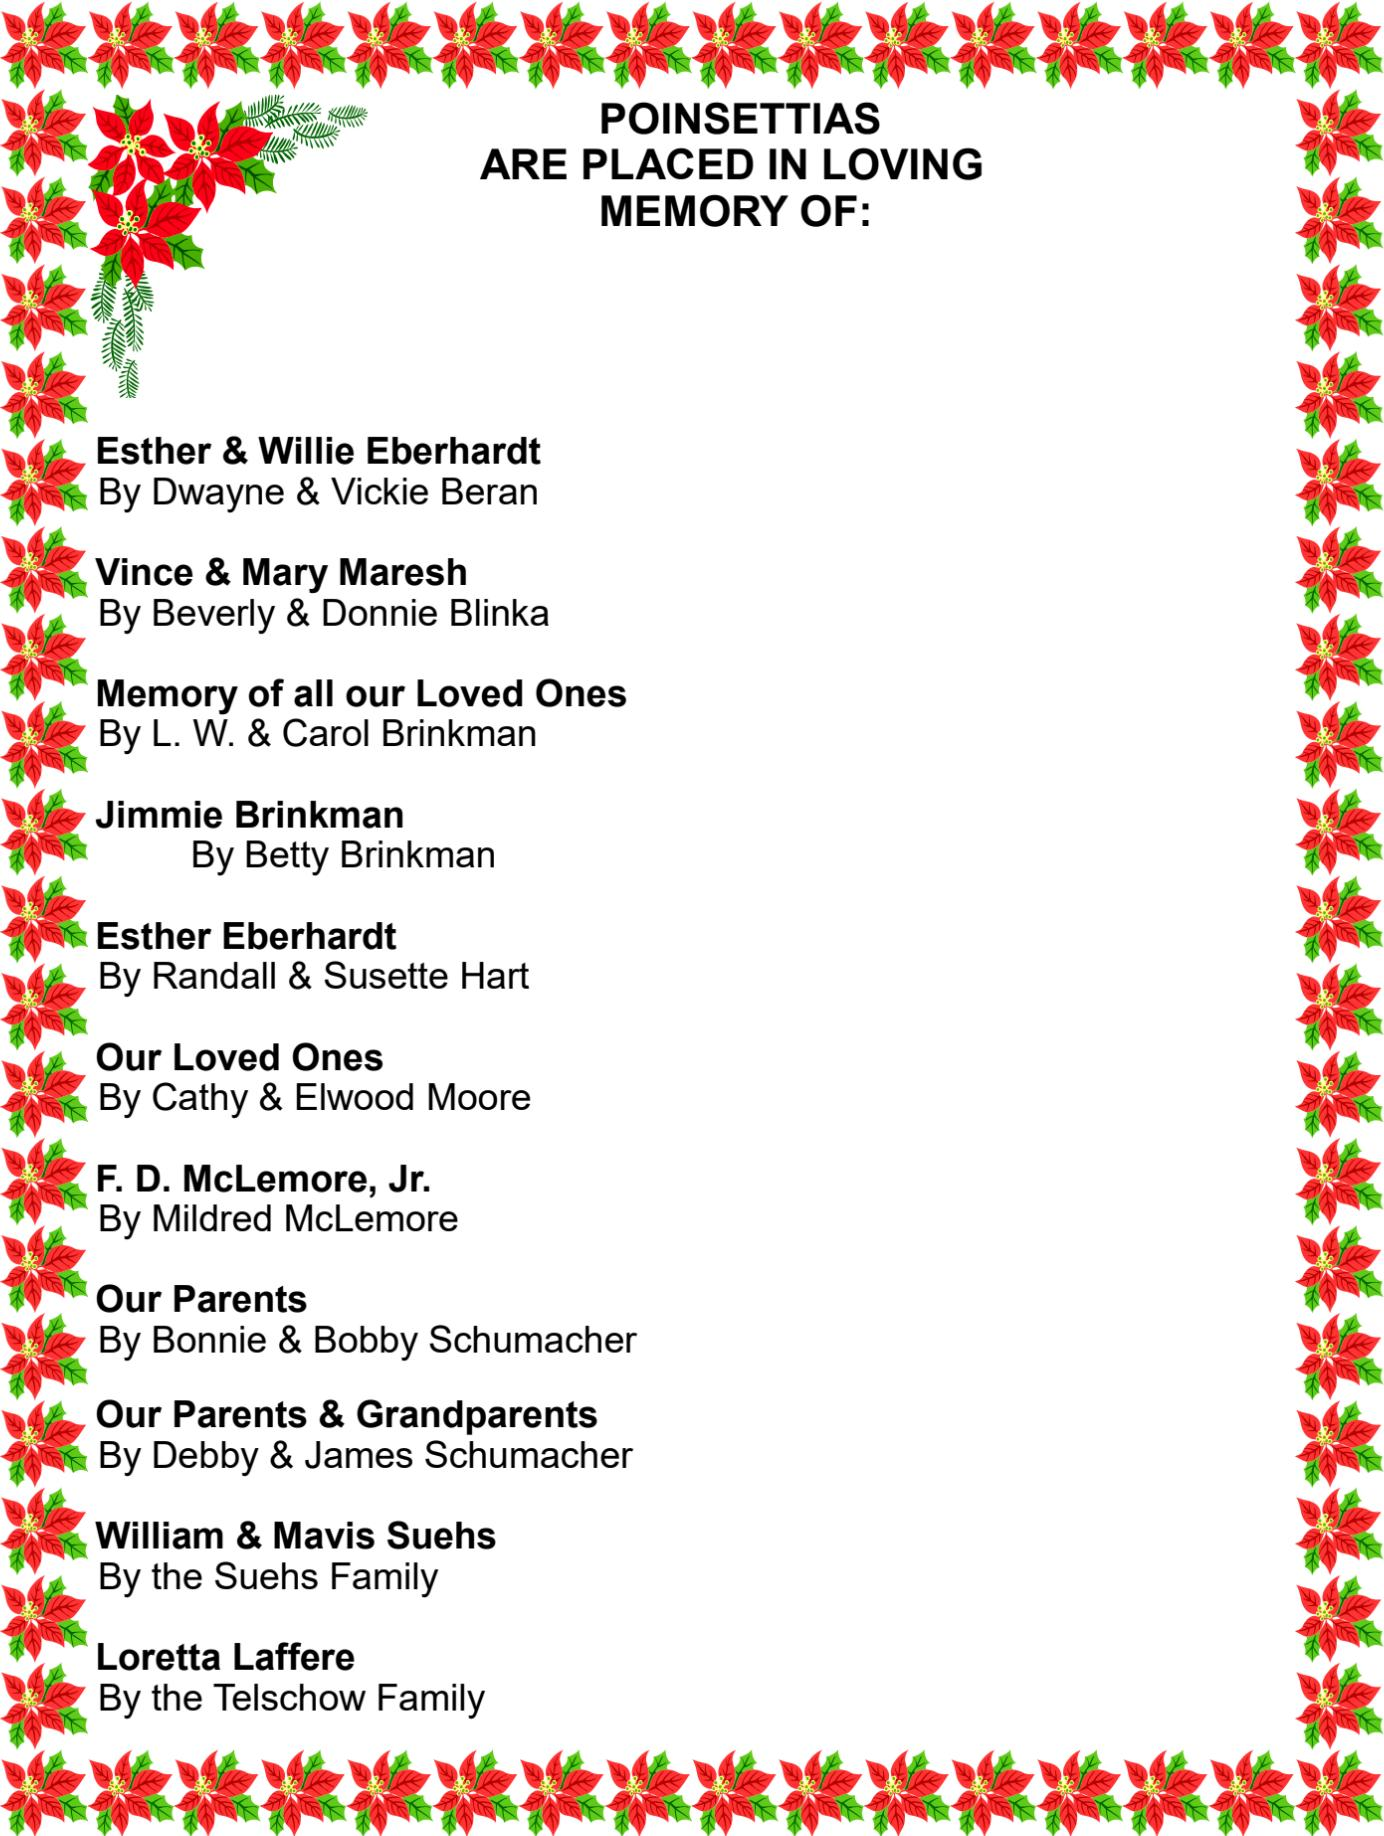 POINSETTIAS
ARE PLACED IN LOVING
MEMORY OF:
Esther & Willie Eberhardt
By Dwayne & Vickie Beran
Vince & Mary Maresh
By Beverly & Donnie Blinka
Memory of all our Loved Ones
By L. W. & Carol Brinkman
Jimmie Brinkman
By Betty Brinkman
Esther Eberhardt
By Randall & Susette Hart
Our Loved Ones
By Cathy & Elwood Moore
F. D. McLemore, Jr.
By Mildred McLemore
Our Parents
By Bonnie & Bobby Schumacher
Our Parents & Grandparents
By Debby & James Schumacher
William & Mavis Suehs
By the Suehs Family
Loretta Laffere
By the Telschow Family